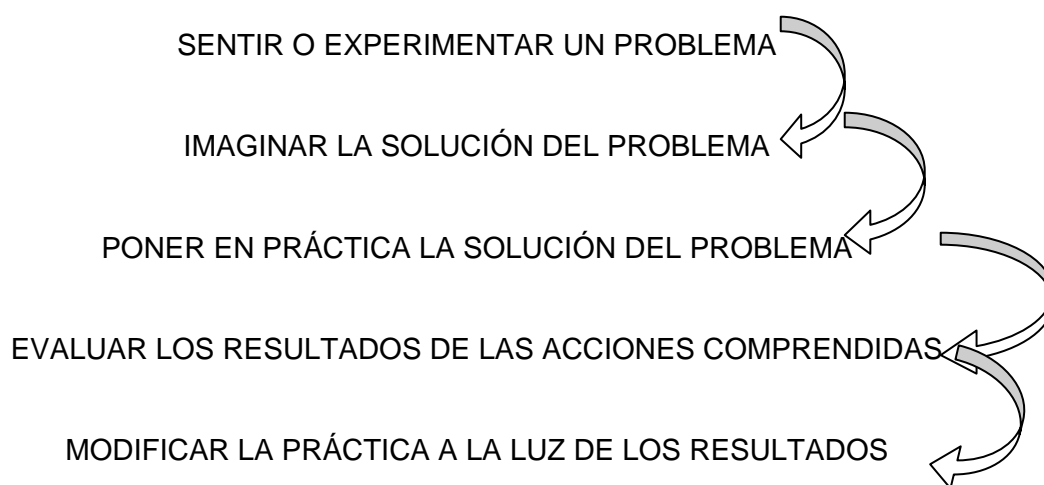 SENTIR O EXPERIMENTAR UN PROBLEMA
IMAGINAR LA SOLUCIÓN DEL PROBLEMA
PONER EN PRÁCTICA LA SOLUCIÓN DEL PROBLEMA
EVALUAR LOS RESULTADOS DE LAS ACCIONES COMPRENDIDAS
MODIFICAR LA PRÁCTICA A LA LUZ DE LOS RESULTADOS